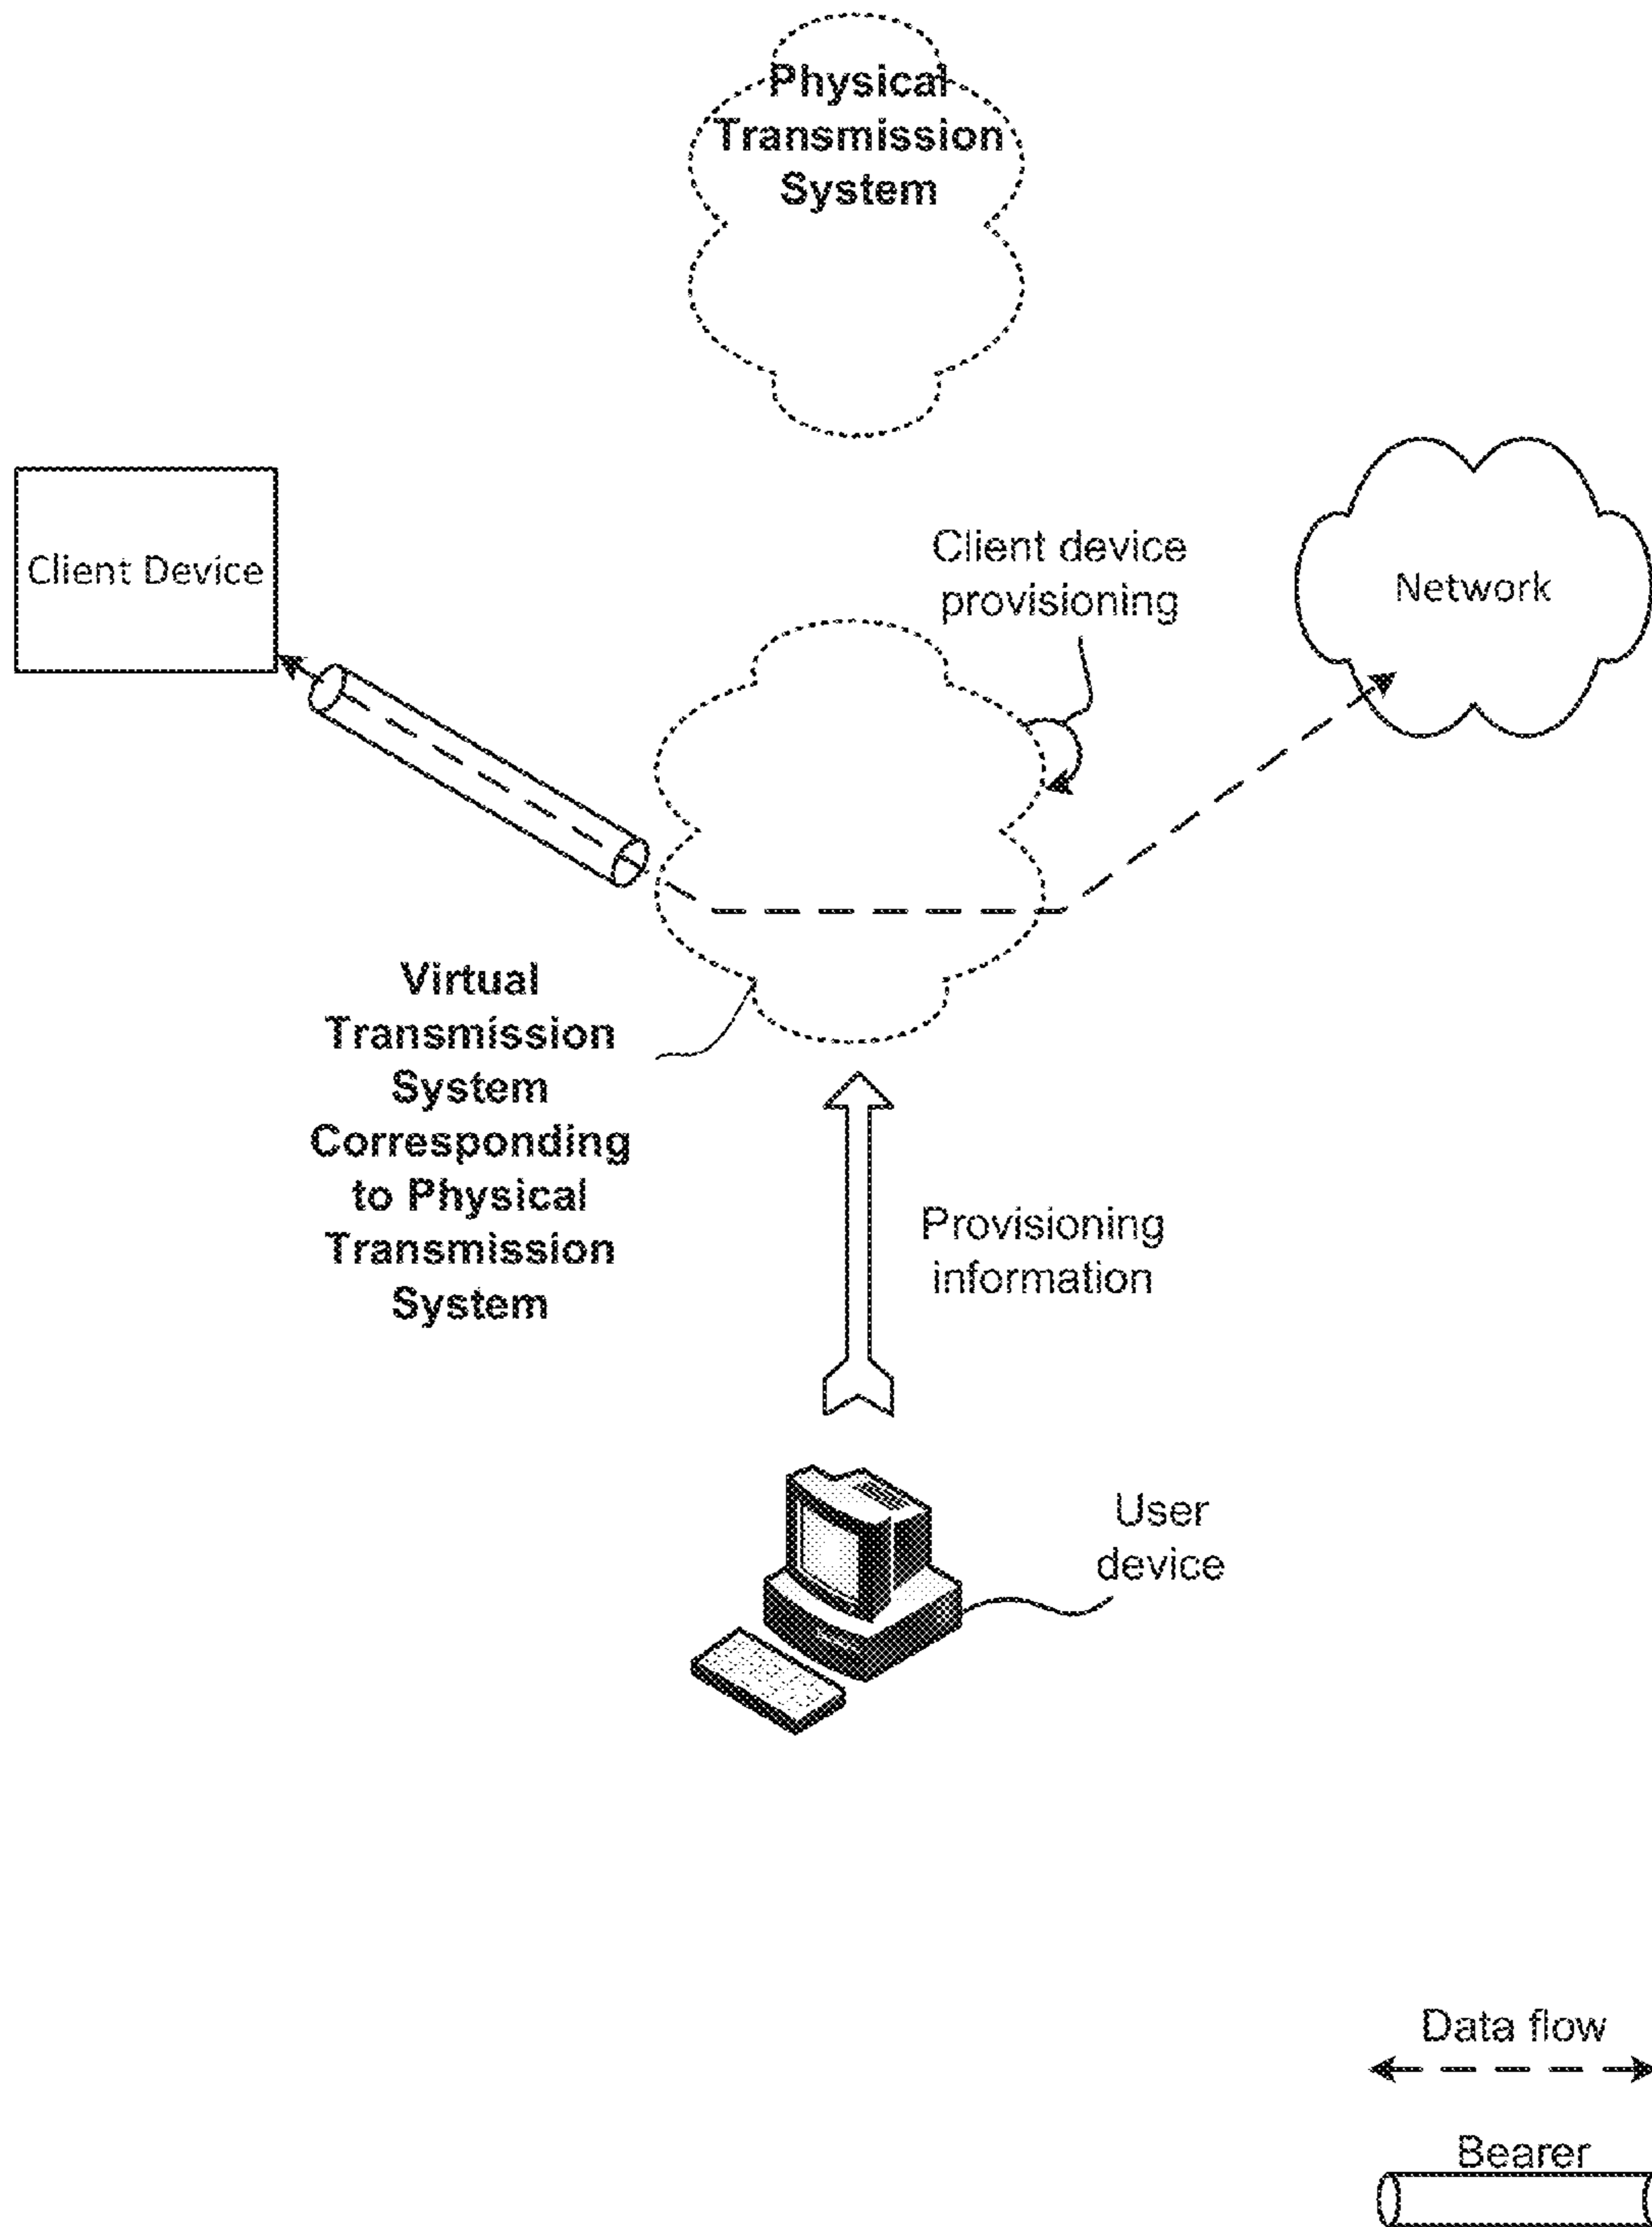 Physical
Transmission
System
Client Device
Client device
provisioning
Network
Virtual
Transmission
System
Corresponding
to Physical
Transmission
System
Provisioning
information
User
device
Data flow
Bearer